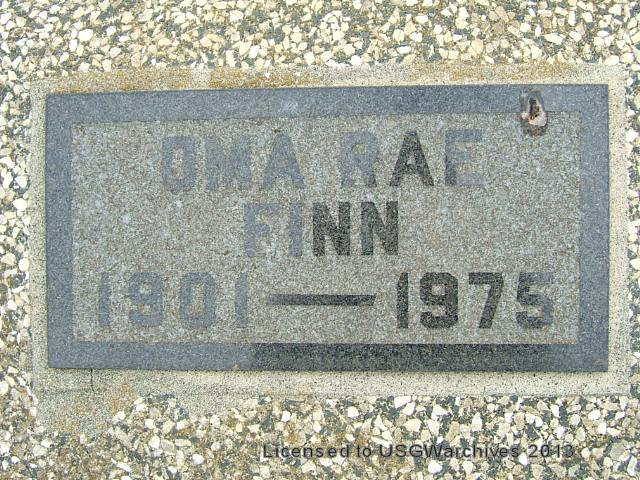 OMA RAE
FINN
1901 — 1975
Licensed to USGWarchives 2013